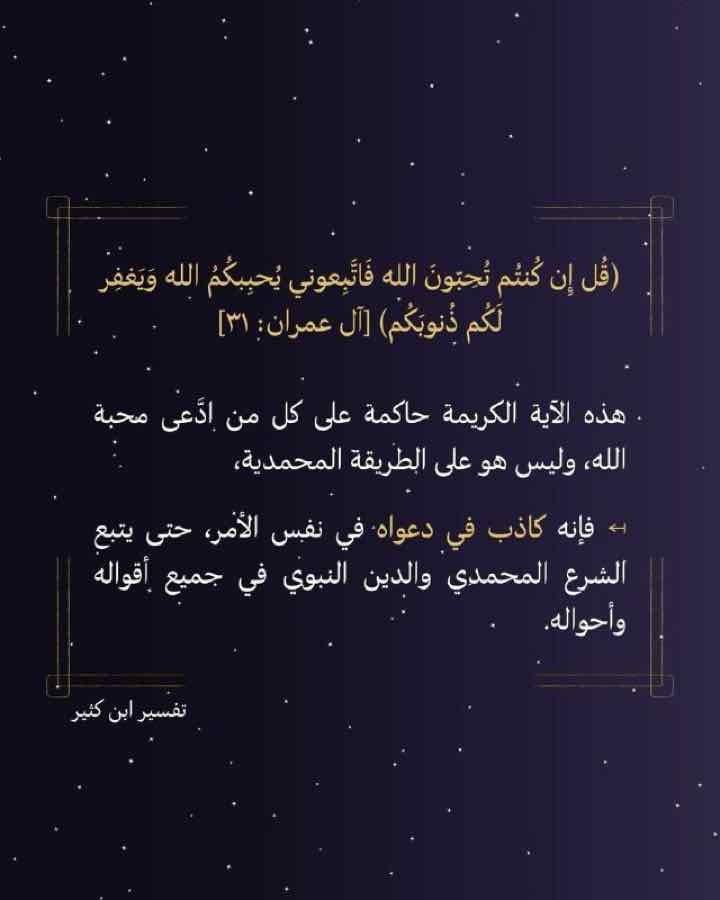 (قُل إِن كُنتُم تُحِبّونَ الله فَاتَّبِعوني يُحبِبكُمُ الله وَيَغفِر
لَكُم ذُنوبَكُم) [آل عمران: ٣١]
هذه الآية الكريمة حاكمة على كل من ادَّعى محبة
الله، وليس هو على الطريقة المحمدية،
↤ فإنه كاذب في دعواه في نفس الأمر، حتى يتبع
الشرع المحمدي والدين النبوي في جميع أقواله
وأحواله.
تفسير ابن كثير